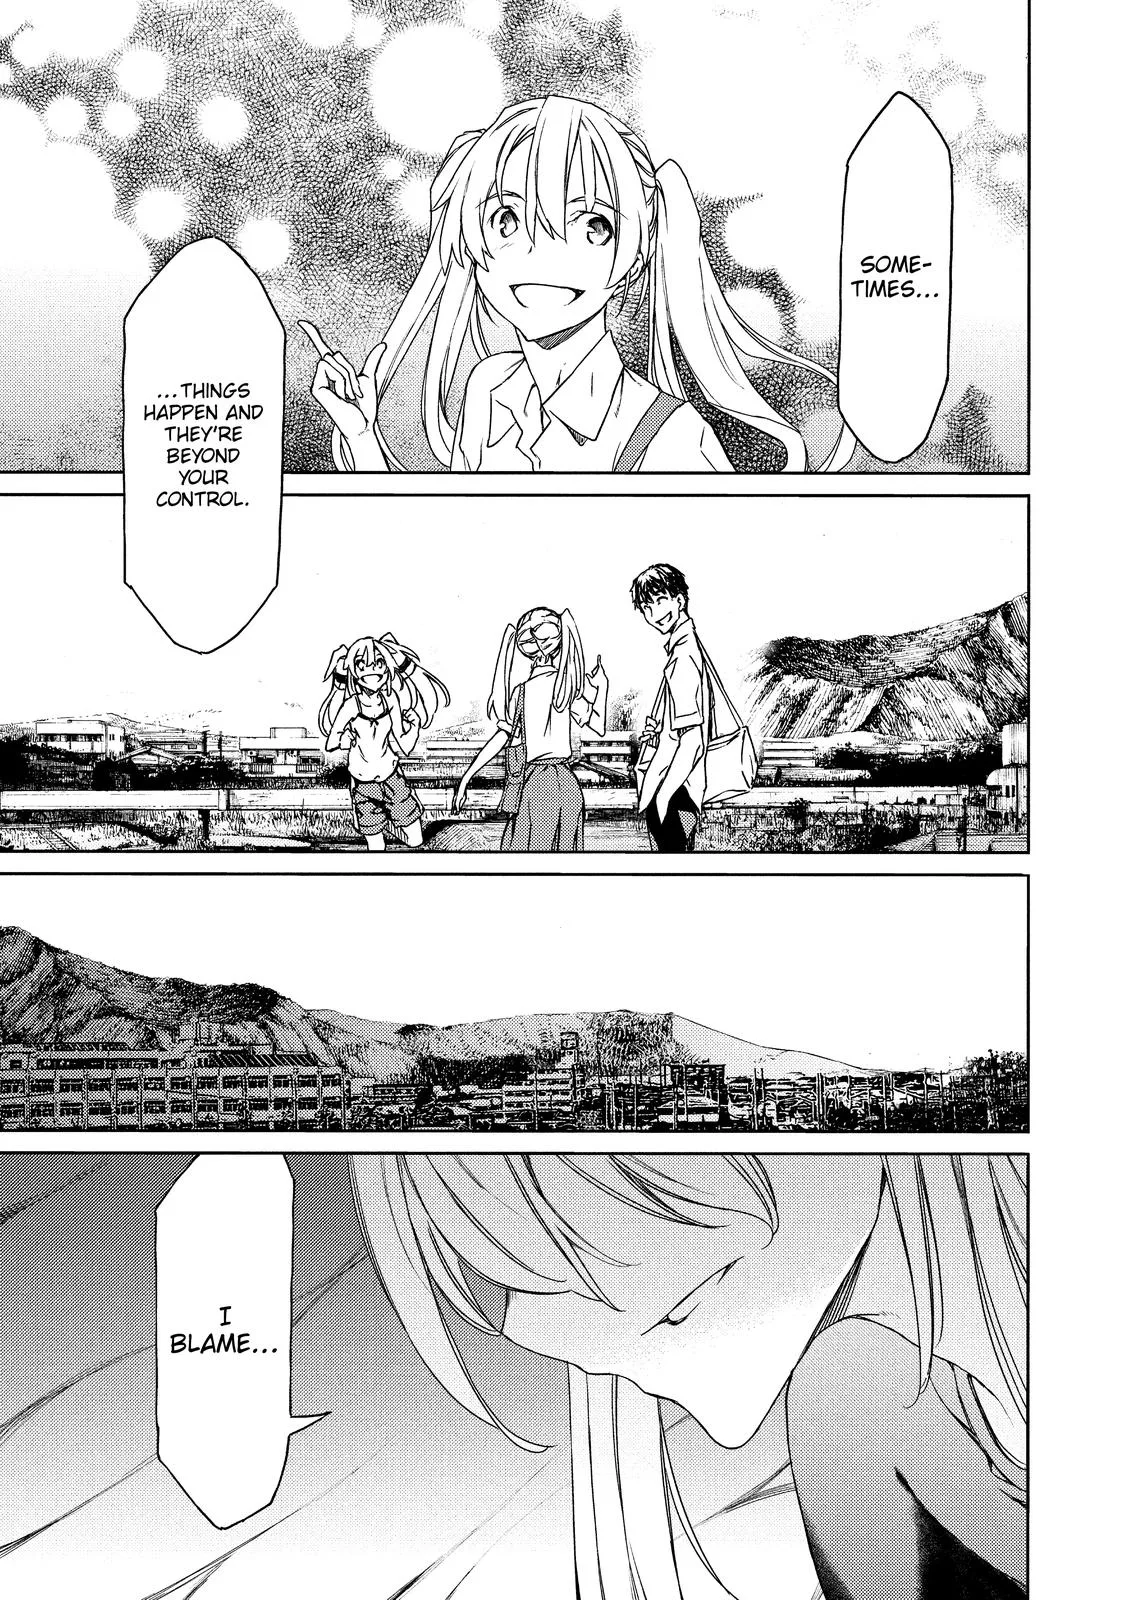 SOME-
TIMES...
...THINGS
HAPPEN AND
THEY'RE
BEYOND
YOUR
CONTROL.
I
BLAME...